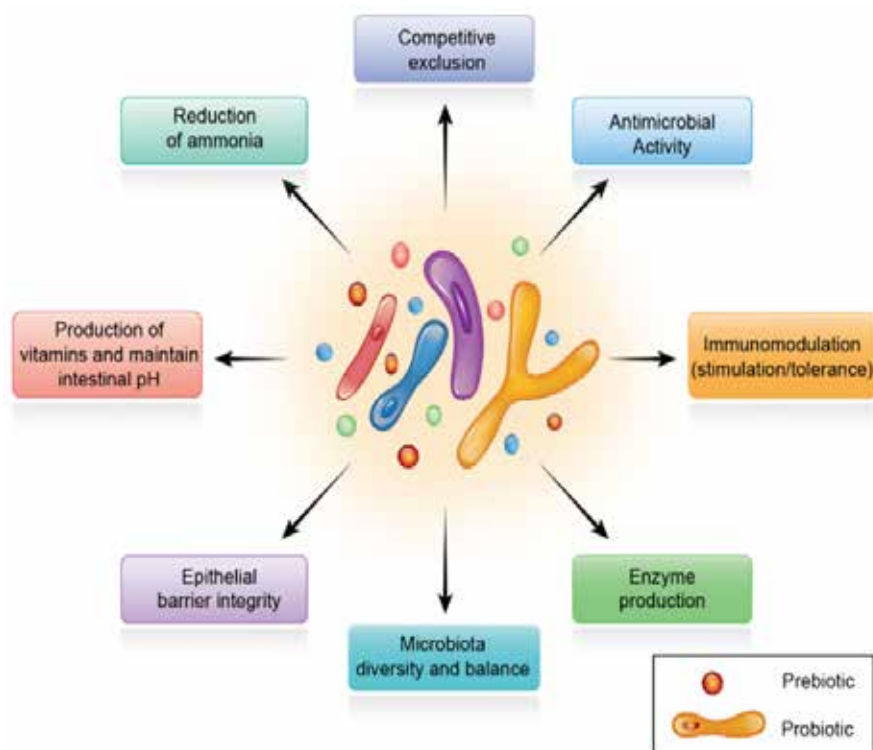 Competitive
exclusion
Reduction
of ammonia
Antimicrobial
Activity
Production of
vitamins and maintain
intestinal pH
Immunomodulation
(stimulation/tolerance)
Epithelial
barrier integrity
Enzyme
production
Microbiota
diversity and balance
Prebiotic
Probiotic